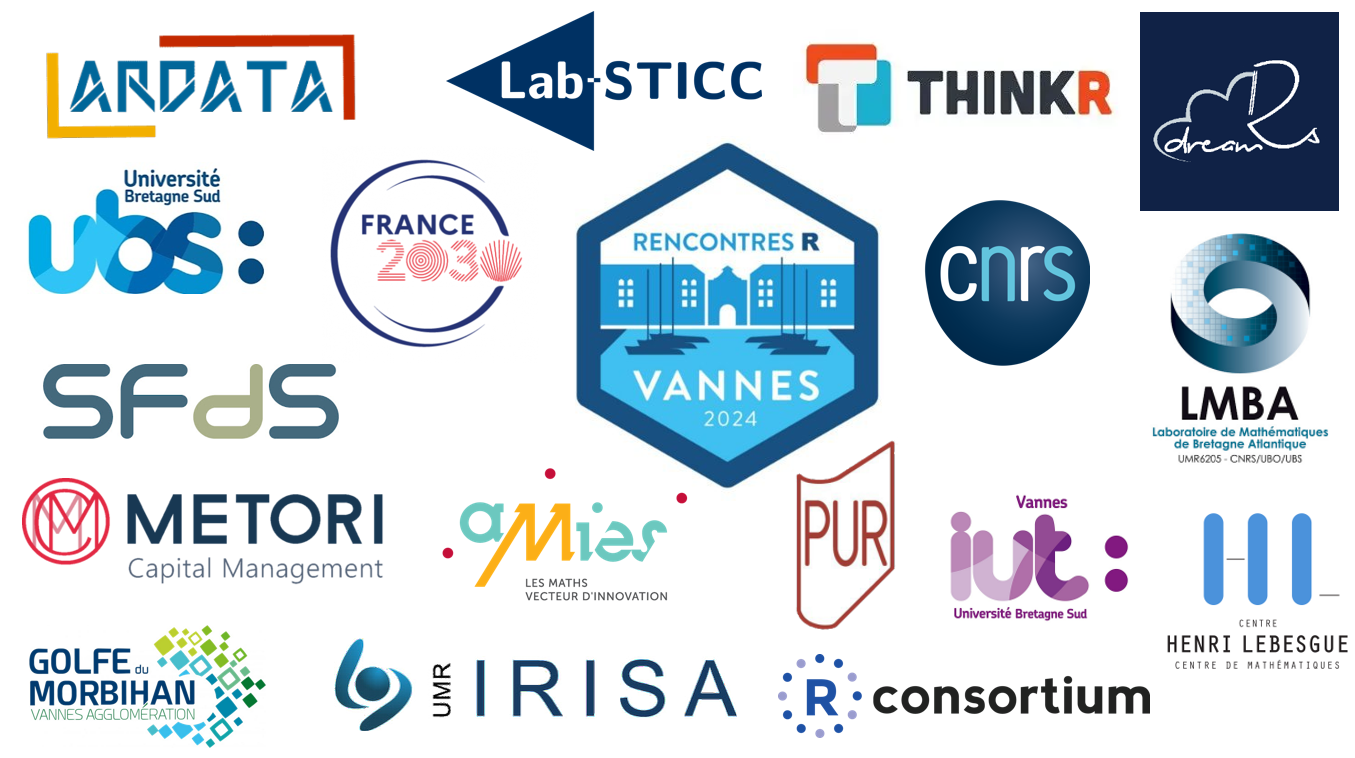 ARDATA
Lab-STICC
THINKR
dreamRs
Université
Bretagne Sud
ubs:
FRANCE
2030
RENCONTRES R
VANNES
2024
cnrs
LMBA
Laboratoire de Mathématiques
de Bretagne Atlantique
UMR6205 - CNRS/UBO/UBS
SFdS
METORI
Capital Management
aMies
LES MATHS
VECTEUR D'INNOVATION
PUR
Vannes
iut:
Université Bretagne Sud
CENTRE
HENRI LEBESGUE
CENTRE DE MATHÉMATIQUES
GOLFE du
MORBIHAN
VANNES AGGLOMÉRATION
UMR IRISA
R consortium